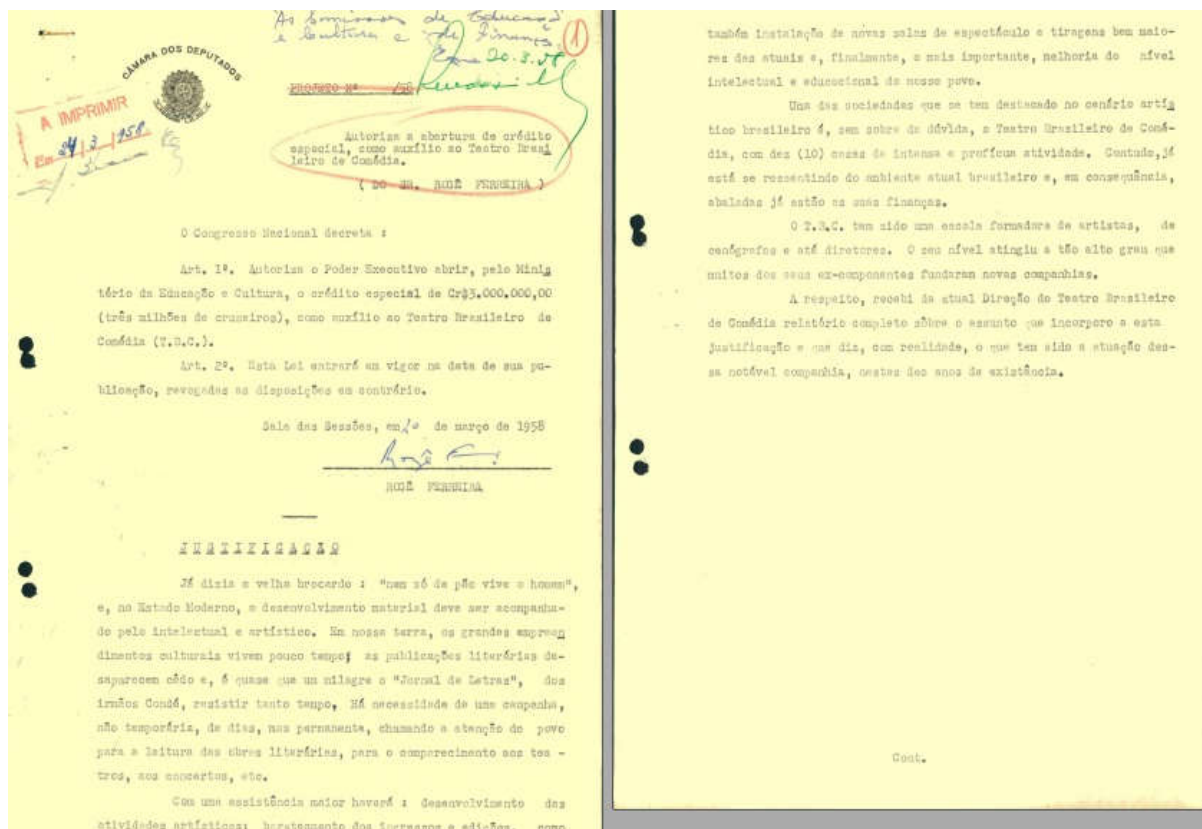 As Comissões de Educação
e Cultura e de Finanças.
Em 20.3.58
1
CÂMARA DOS DEPUTADOS
A IMPRIMIR
Em 24/3/1958
PROJETO Nº /58
Autoriza a abertura de crédito
especial, como auxílio ao Teatro Brasi
leiro de Comédia.
( DO SR. ROGÊ FERREIRA )
O Congresso Nacional decreta :
Art. 1º. Autoriza o Poder Executivo abrir, pelo Minis
tério da Educação e Cultura, o crédito especial de Cr$3.000.000,00
(três milhões de cruzeiros), como auxílio ao Teatro Brasileiro de
Comédia (T.B.C.).
Art. 2º. Esta Lei entrará em vigor na data de sua pu-
blicação, revogadas as disposições em contrário.
Sala das Sessões, em 20 de março de 1958
Rogê F
ROGÊ FERREIRA
JUSTIFICAÇÃO
Já dizia o velho brocardo : "nem só de pão vive o homem",
e, no Estado Moderno, o desenvolvimento material deve ser acompanha-
do pelo intelectual e artístico. Em nossa terra, os grandes empreen
dimentos culturais vivem pouco tempo; as publicações literárias de-
saparecem cêdo e, é quase que um milagre o "Jornal de Letras", dos
irmãos Condé, resistir tanto tempo. Há necessidade de uma campanha,
não temporária, de dias, mas permanente, chamando a atenção do povo
para a leitura das obras literárias, para o comparecimento aos tea -
tros, aos concertos, etc.
Com uma assistência maior haverá : desenvolvimento das
atividades artísticas; barateamento dos ingressos e edições, como
também instalação de novas salas de espectáculo e tiragens bem maio-
res das atuais e, finalmente, o mais importante, melhoria do nível
intelectual e educacional do nosso povo.
Uma das sociedades que se tem destacado no cenário artís
tico brasileiro é, sem sobra de dúvida, o Teatro Brasileiro de Comé-
dia, com dez (10) casas de intensa e profícua atividade. Contudo, já
está se ressentindo do ambiente atual brasileiro e, em consequância,
abaladas já estão as suas finanças.
O T.B.C. tem sido uma escola formadora de artistas, de
cenógrafos e até diretores. O seu nível atingiu a tão alto grau que
muitos dos seus ex-componentes fundaram novas companhias.
A respeito, recebi da atual Direção do Teatro Brasileiro
de Comédia relatório completo sôbre o assunto que incorporo a esta
justificação e que diz, com realidade, o que tem sido a atuação des-
sa notável companhia, nestes dez anos de existência.
Cont.